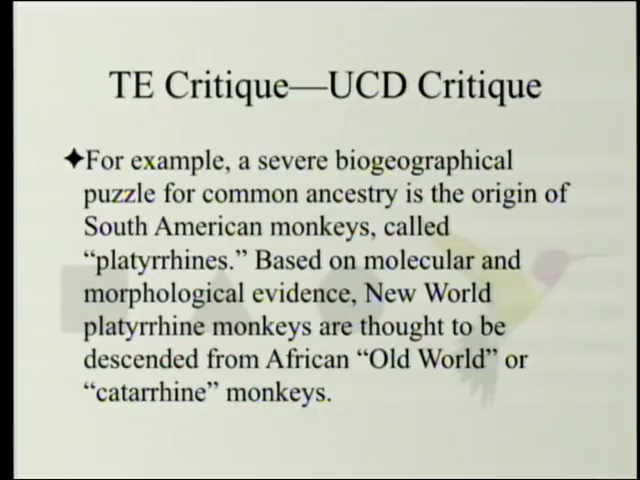 TE Critique—UCD Critique
✦For example, a severe biogeographical
puzzle for common ancestry is the origin of
South American monkeys, called
“platyrrhines.” Based on molecular and
morphological evidence, New World
platyrrhine monkeys are thought to be
descended from African “Old World” or
“catarrhine” monkeys.